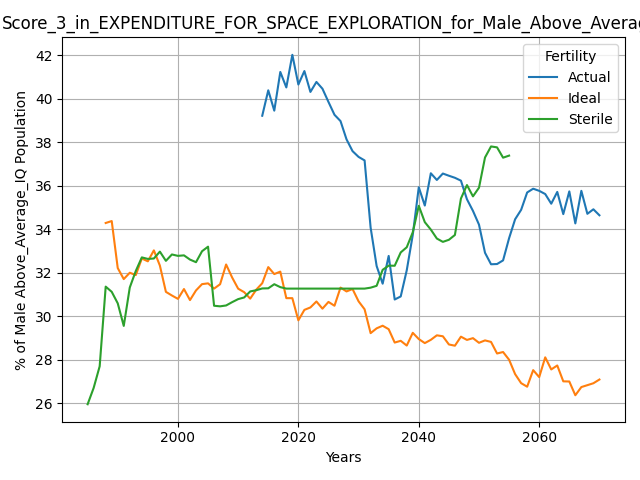 Score_3_in_EXPENDITURE_FOR_SPACE_EXPLORATION_for_Male_Above_Avera
% of Male Above_Average_IQ Population
42
40
38
36
34
32
30
28
26
Fertility
Actual
Ideal
Sterile
2000
2020
2040
2060
Years